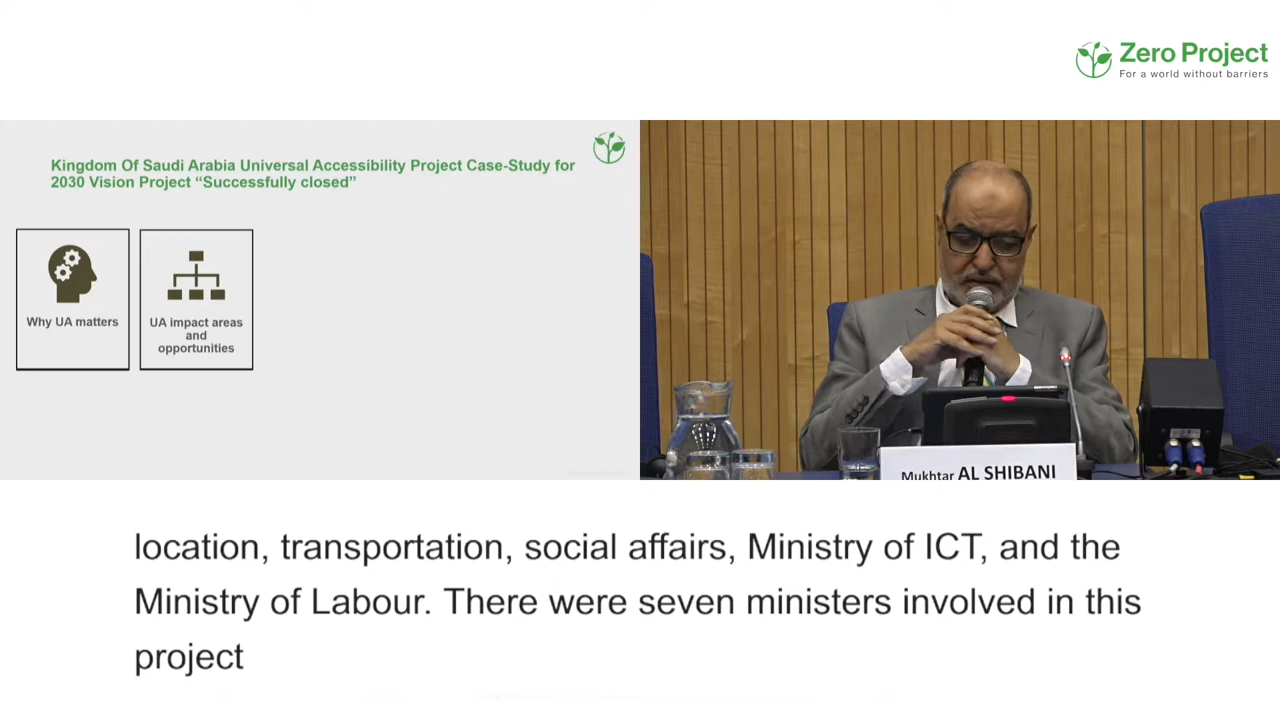 Zero Project
For a world without barriers
Kingdom Of Saudi Arabia Universal Accessibility Project Case-Study for
2030 Vision Project “Successfully closed”
Why UA matters
UA impact areas
and
opportunities
Mukhtar AL SHIBANI
location, transportation, social affairs, Ministry of ICT, and the
Ministry of Labour. There were seven ministers involved in this
project